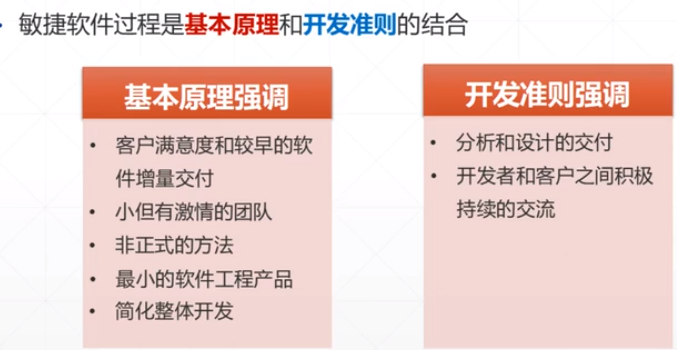 敏捷软件过程是基本原理和开发准则的结合
基本原理强调
• 客户满意度和较早的软
件增量交付
• 小但有激情的团队
• 非正式的方法
• 最小的软件工程产品
• 简化整体开发
开发准则强调
• 分析和设计的交付
• 开发者和客户之间积极
持续的交流